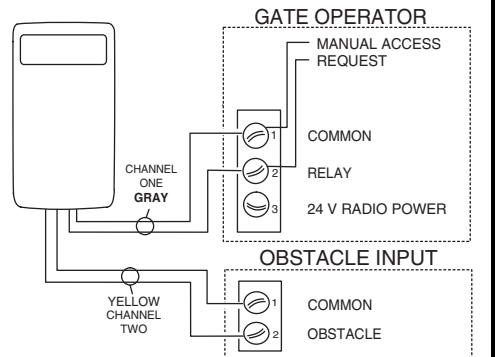 GATE OPERATOR
MANUAL ACCESS
REQUEST
1
COMMON
CHANNEL
ONE
GRAY
2
RELAY
3
24 V RADIO POWER
OBSTACLE INPUT
YELLOW
CHANNEL
TWO
1
COMMON
2
OBSTACLE